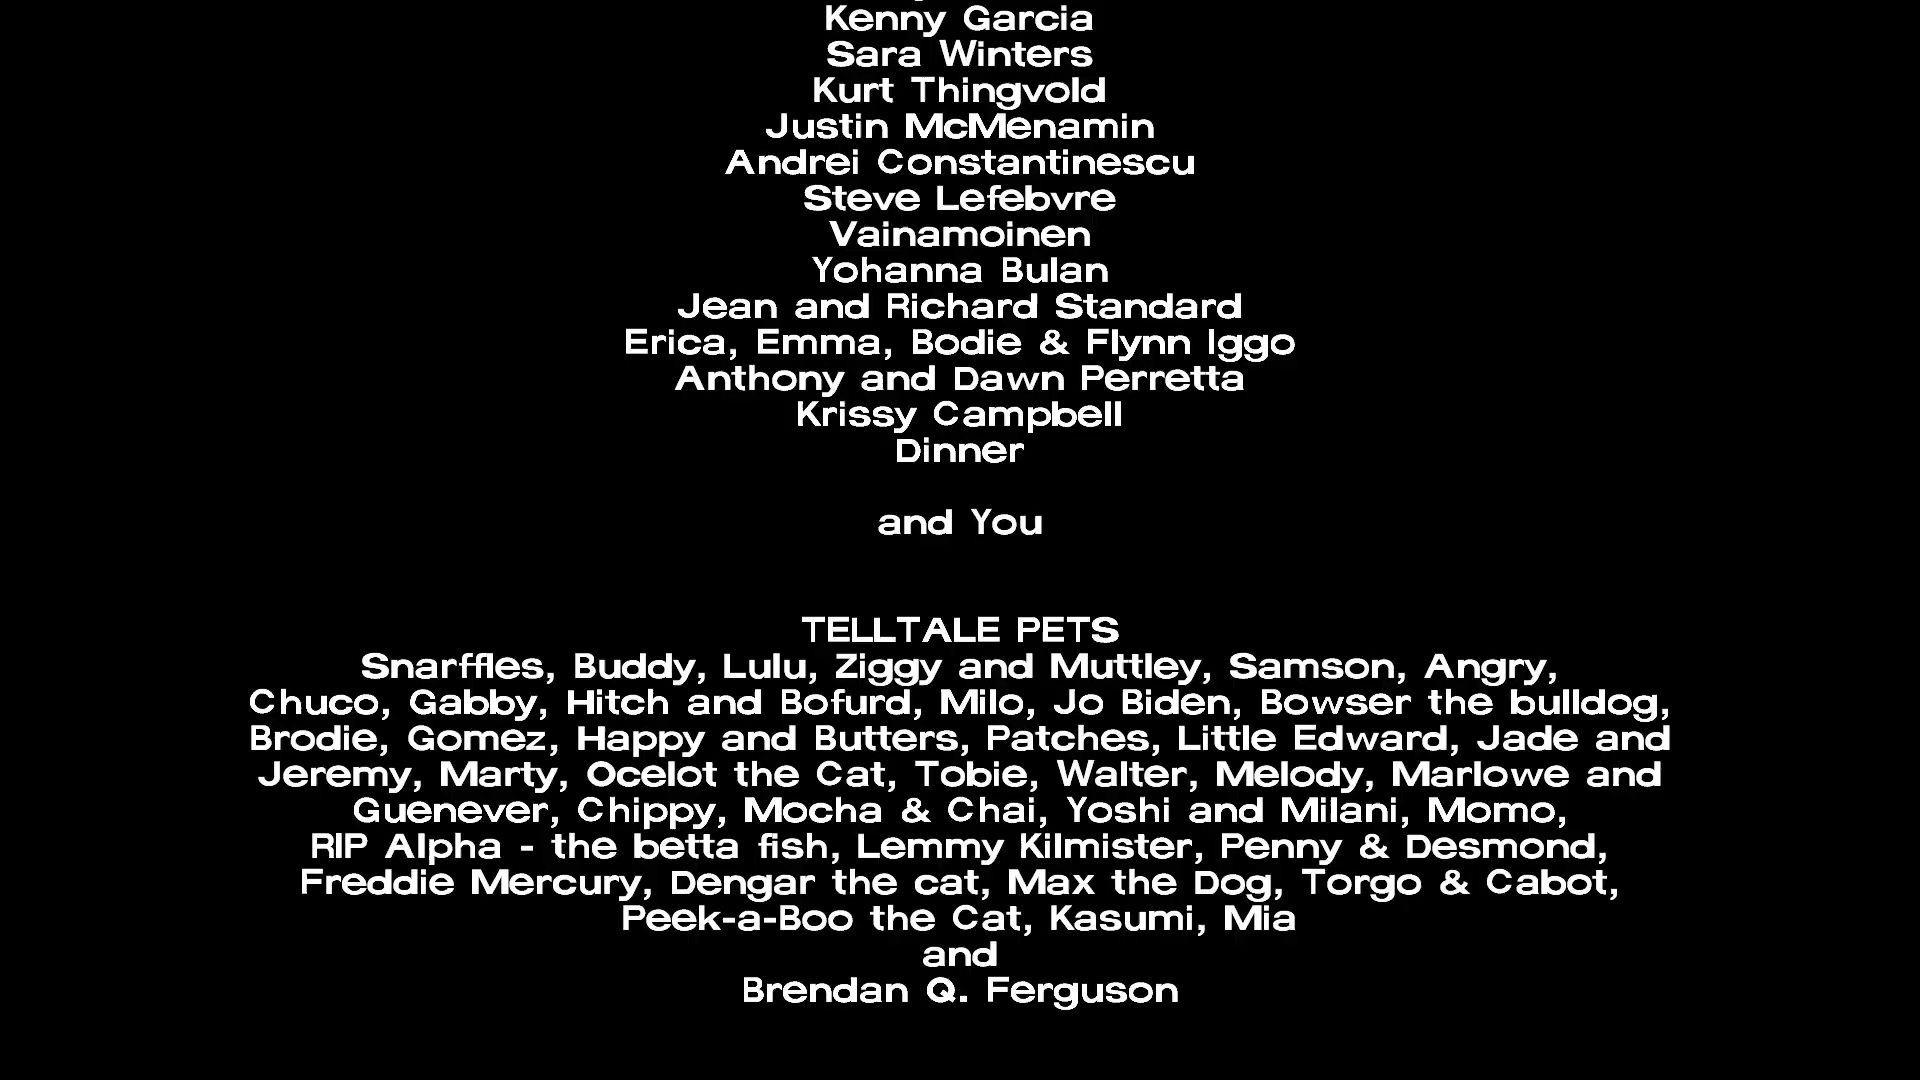 Kenny Garcia
Sara Winters
Kurt Thingvold
Justin McMenamin
Andrei Constantinescu
Steve Lefebvre
Vainamoinen
Yohanna Bulan
Jean and Richard Standard
Erica, Emma, Bodie & Flynn Iggo
Anthony and Dawn Perretta
Krissy Campbell
Dinner
and You
TELLTALE PETS
Snarffles, Buddy, Lulu, Ziggy and Muttley, Samson, Angry,
Chuco, Gabby, Hitch and Bofurd, Milo, Jo Biden, Bowser the bulldog,
Brodie, Gomez, Happy and Butters, Patches, Little Edward, Jade and
Jeremy, Marty, Ocelot the Cat, Tobie, Walter, Melody, Marlowe and
Guenever, Chippy, Mocha & Chai, Yoshi and Milani, Momo,
RIP Alpha - the betta fish, Lemmy Kilmister, Penny & Desmond,
Freddie Mercury, Dengar the cat, Max the Dog, Torgo & Cabot,
Peek-a-Boo the Cat, Kasumi, Mia
and
Brendan Q. Ferguson